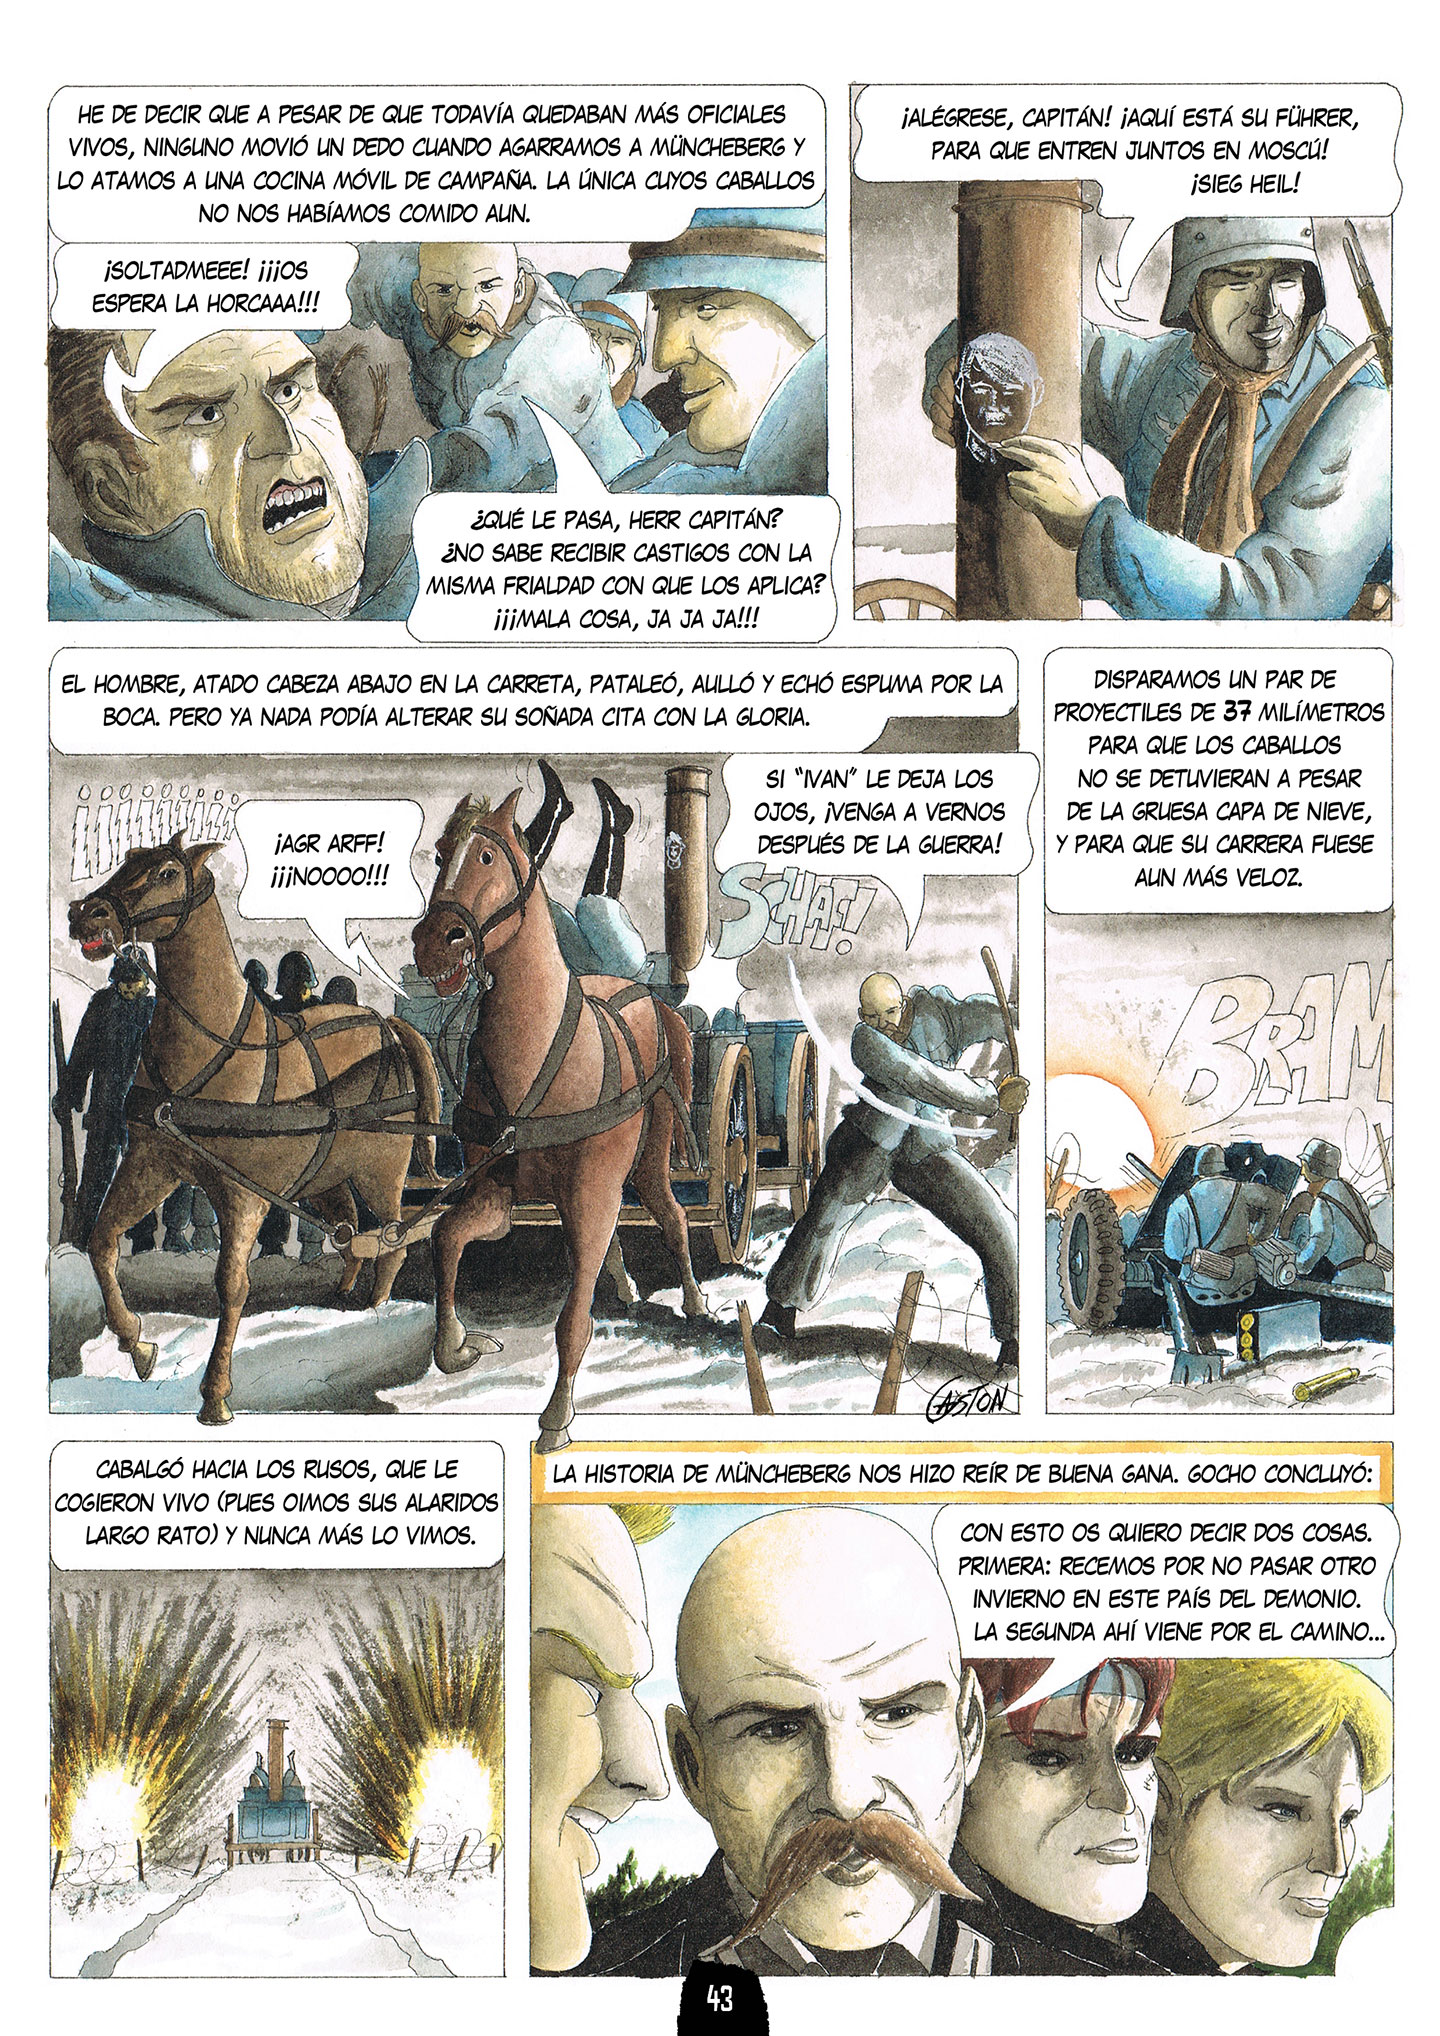 HE DE DECIR QUE A PESAR DE QUE TODAVÍA QUEDABAN MÁS OFICIALES
VIVOS, NINGUNO MOVIÓ UN DEDO CUANDO AGARRAMOS A MÜNCHEBERG Y
LO ATAMOS A UNA COCINA MÓVIL DE CAMPAÑA. LA ÚNICA CUYOS CABALLOS
NO NOS HABÍAMOS COMIDO AUN.
¡SOLTADMEEE! ¡¡¡OS
ESPERA LA HORCAAA!!!
¿QUÉ LE PASA, HERR CAPITÁN?
¿NO SABE RECIBIR CASTIGOS CON LA
MISMA FRIALDAD CON QUE LOS APLICA?
¡¡¡MALA COSA, JA JA JA!!!
¡ALÉGRESE, CAPITÁN! ¡AQUÍ ESTÁ SU FÜHRER,
PARA QUE ENTREN JUNTOS EN MOSCÚ!
¡SIEG HEIL!
EL HOMBRE, ATADO CABEZA ABAJO EN LA CARRETA, PATALEÓ, AULLÓ Y ECHÓ ESPUMA POR LA
BOCA. PERO YA NADA PODÍA ALTERAR SU SOÑADA CITA CON LA GLORIA.
¡AGR ARFF!
¡¡¡NOOOO!!!
SI "IVAN" LE DEJA LOS
OJOS, ¡VENGA A VERNOS
DESPUÉS DE LA GUERRA!
SCHAF!
GASTON
DISPARAMOS UN PAR DE
PROYECTILES DE 37 MILÍMETROS
PARA QUE LOS CABALLOS
NO SE DETUVIERAN A PESAR
DE LA GRUESA CAPA DE NIEVE,
Y PARA QUE SU CARRERA FUESE
AUN MÁS VELOZ.
BRAM
CABALGÓ HACIA LOS RUSOS, QUE LE
COGIERON VIVO (PUES OIMOS SUS ALARIDOS
LARGO RATO) Y NUNCA MÁS LO VIMOS.
LA HISTORIA DE MÜNCHEBERG NOS HIZO REÍR DE BUENA GANA. GOCHO CONCLUYÓ:
CON ESTO OS QUIERO DECIR DOS COSAS.
PRIMERA: RECEMOS POR NO PASAR OTRO
INVIERNO EN ESTE PAÍS DEL DEMONIO.
LA SEGUNDA AHÍ VIENE POR EL CAMINO...
43